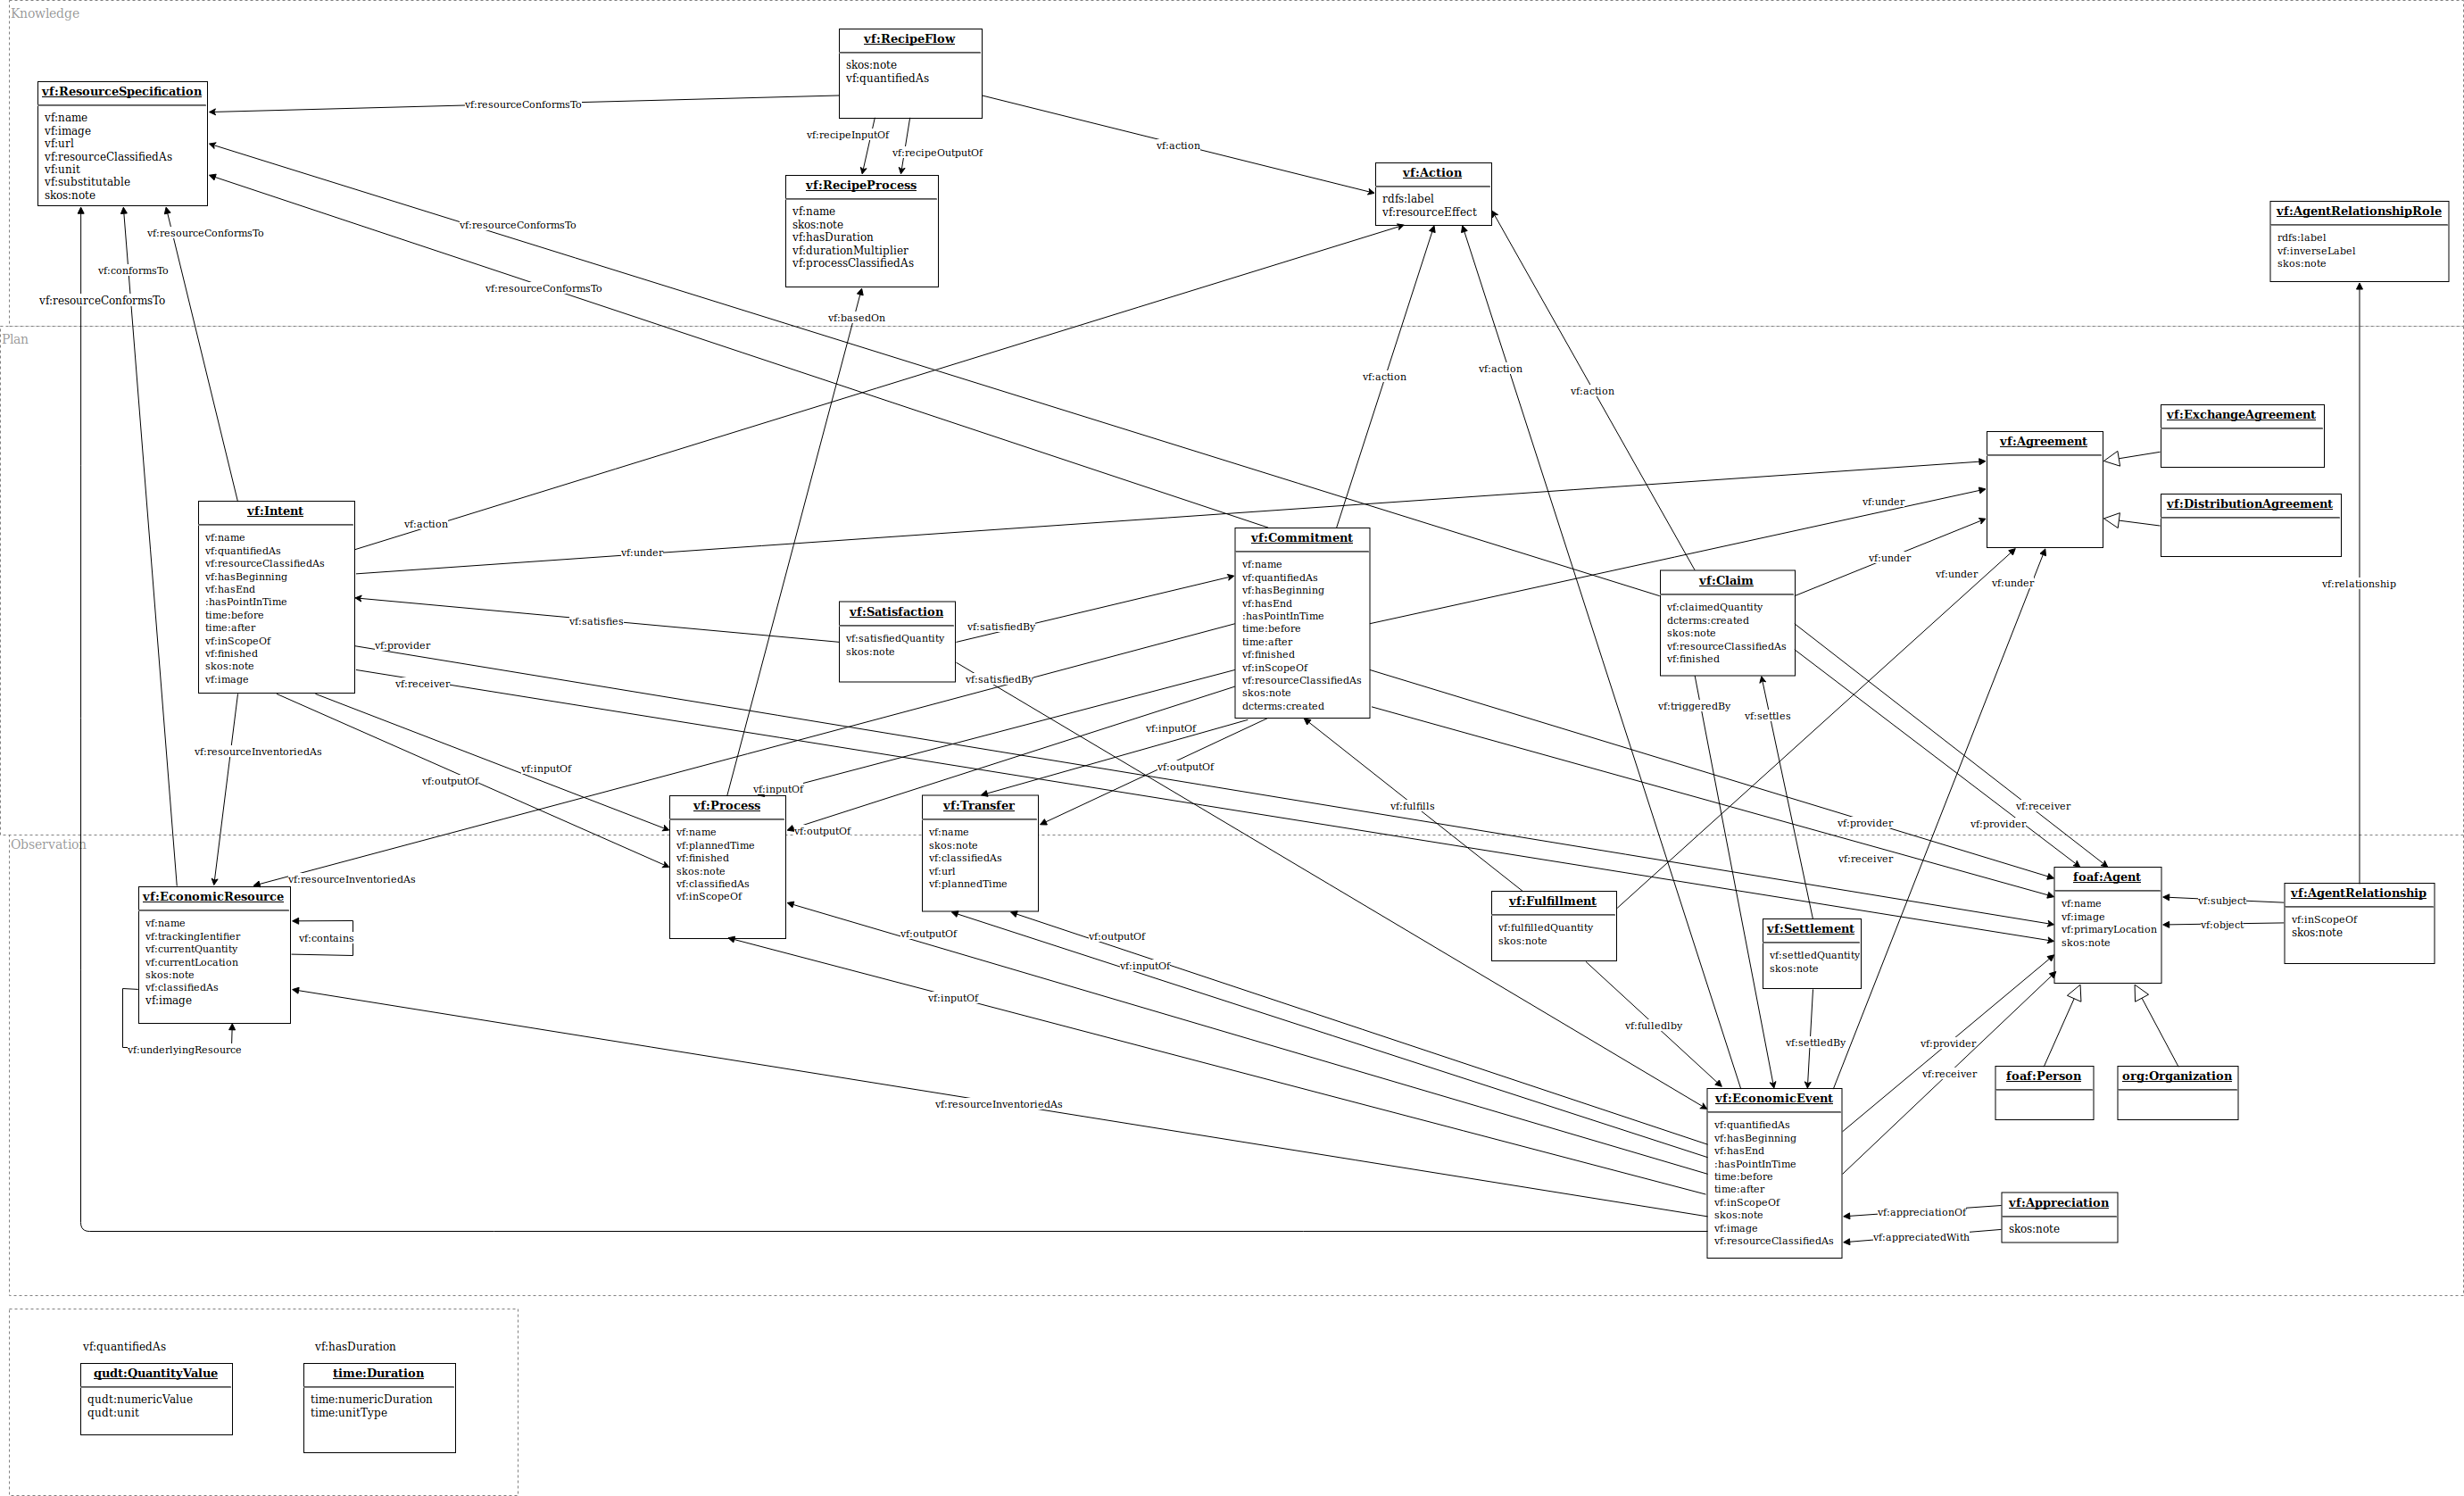 Knowledge
vf:RecipeFlow
skos:note
vf:quantifiedAs
vf:ResourceSpecification
vf:name
vf:image
vf:url
vf:resourceClassifiedAs
vf:unit
vf:substitutable
skos:note
vf:resourceConformsTo
vf:recipeInputOf
vf:recipeOutputOf
vf:action
vf:RecipeProcess
vf:name
skos:note
vf:hasDuration
vf:durationMultiplier
vf:processClassifiedAs
vf:Action
rdfs:label
vf:resourceEffect
vf:AgentRelationshipRole
rdfs:label
vf:inverseLabel
skos:note
vf:resourceConformsTo
vf:resourceConformsTo
vf:conformsTo
vf:resourceConformsTo
vf:resourceConformsTo
vf:basedOn
Plan
vf:action
vf:action
vf:action
vf:Agreement
vf:ExchangeAgreement
vf:DistributionAgreement
vf:Intent
vf:name
vf:quantifiedAs
vf:resourceClassifiedAs
vf:hasBeginning
vf:hasEnd
:hasPointInTime
time:before
time:after
vf:inScopeOf
vf:finished
skos:note
vf:image
vf:action
vf:under
vf:under
vf:under
vf:under
vf:under
vf:relationship
vf:Commitment
vf:name
vf:quantifiedAs
vf:hasBeginning
vf:hasEnd
:hasPointInTime
time:before
time:after
vf:finished
vf:inScopeOf
vf:resourceClassifiedAs
skos:note
dcterms:created
vf:Claim
vf:claimedQuantity
dcterms:created
skos:note
vf:resourceClassifiedAs
vf:finished
vf:Satisfaction
vf:satisfiedQuantity
skos:note
vf:satisfies
vf:satisfiedBy
vf:satisfiedBy
vf:provider
vf:receiver
vf:triggeredBy
vf:settles
vf:resourceInventoriedAs
vf:inputOf
vf:outputOf
vf:inputOf
vf:outputOf
vf:inputOf
vf:outputOf
vf:fulfills
vf:receiver
vf:provider
vf:provider
vf:receiver
vf:Process
vf:name
vf:plannedTime
vf:finished
skos:note
vf:classifiedAs
vf:inScopeOf
vf:Transfer
vf:name
skos:note
vf:classifiedAs
vf:url
vf:plannedTime
Observation
vf:resourceInventoriedAs
vf:EconomicResource
vf:name
vf:trackingIentifier
vf:currentQuantity
vf:currentLocation
skos:note
vf:classifiedAs
vf:image
vf:contains
vf:underlyingResource
vf:outputOf
vf:outputOf
vf:inputOf
vf:inputOf
vf:resourceInventoriedAs
vf:Fulfillment
vf:fulfilledQuantity
skos:note
vf:Settlement
vf:settledQuantity
skos:note
foaf:Agent
vf:name
vf:image
vf:primaryLocation
skos:note
vf:subject
vf:object
vf:AgentRelationship
vf:inScopeOf
skos:note
vf:fulledlby
vf:settledBy
vf:provider
vf:receiver
foaf:Person
org:Organization
vf:EconomicEvent
vf:quantifiedAs
vf:hasBeginning
vf:hasEnd
:hasPointInTime
time:before
time:after
vf:inScopeOf
skos:note
vf:image
vf:resourceClassifiedAs
vf:appreciationOf
vf:appreciatedWith
vf:Appreciation
skos:note
vf:quantifiedAs
qudt:QuantityValue
qudt:numericValue
qudt:unit
vf:hasDuration
time:Duration
time:numericDuration
time:unitType